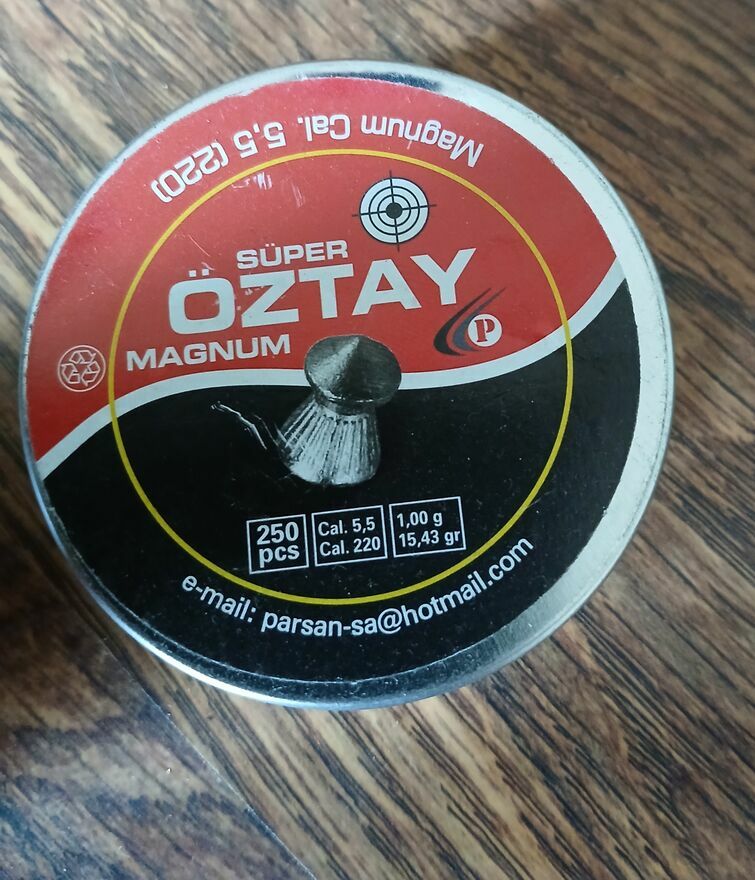 Magnum Cal. 5,5 (220)
SÜPER
ÖZTAY
MAGNUM
P
250
pcs
Cal. 5,5
Cal. 220
1,00 g
15,43 gr
e-mail: parsan-sa@hotmail.com